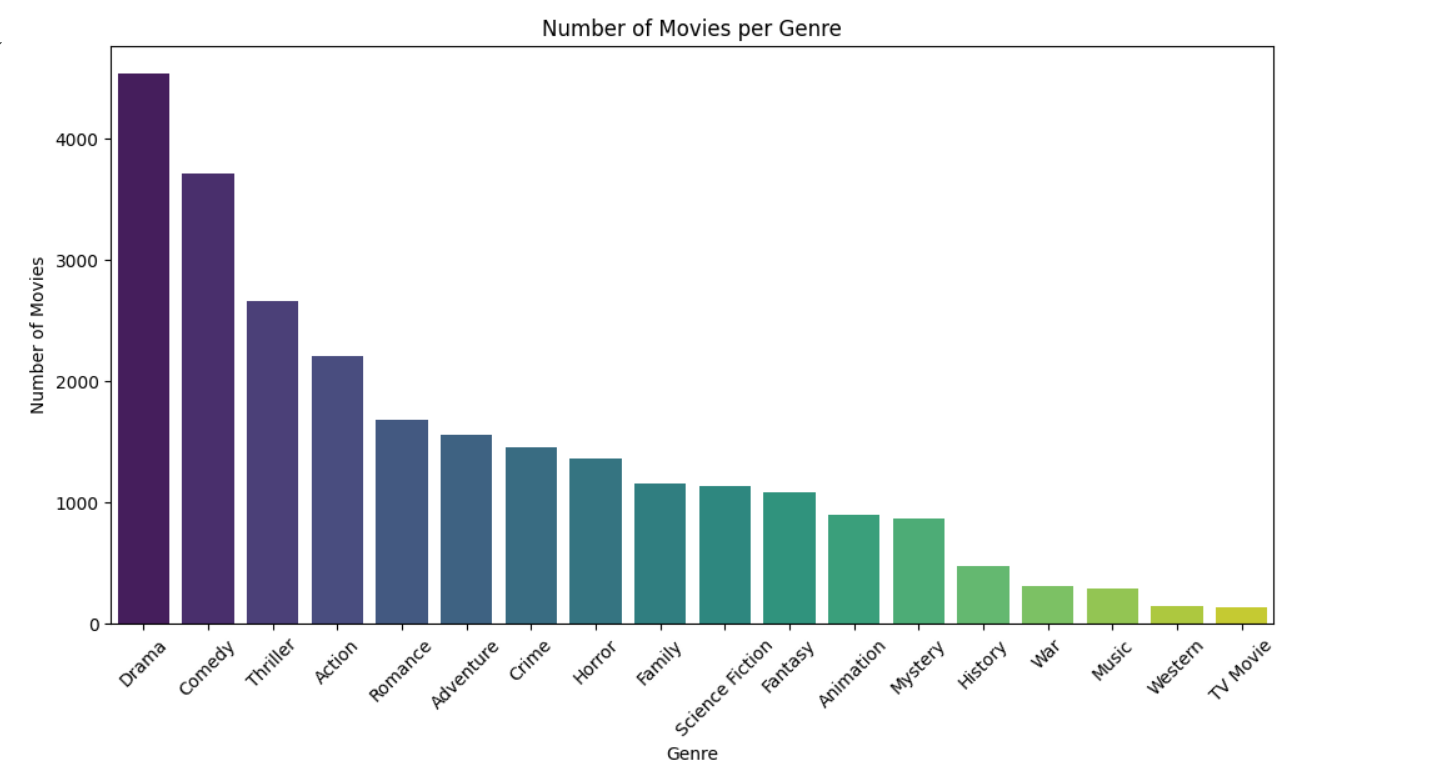 Number of Movies per Genre
Number of Movies
4000
3000
2000
1000
0
Drama
Comedy
Thriller
Action
Romance
Adventure
Crime
Horror
Family
Science Fiction
Fantasy
Animation
Mystery
History
War
Music
Western
TV Movie
Genre